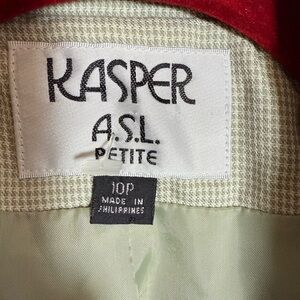 KASPER
A.S.L.
PETITE
10P
MADE IN
PHILIPPINES